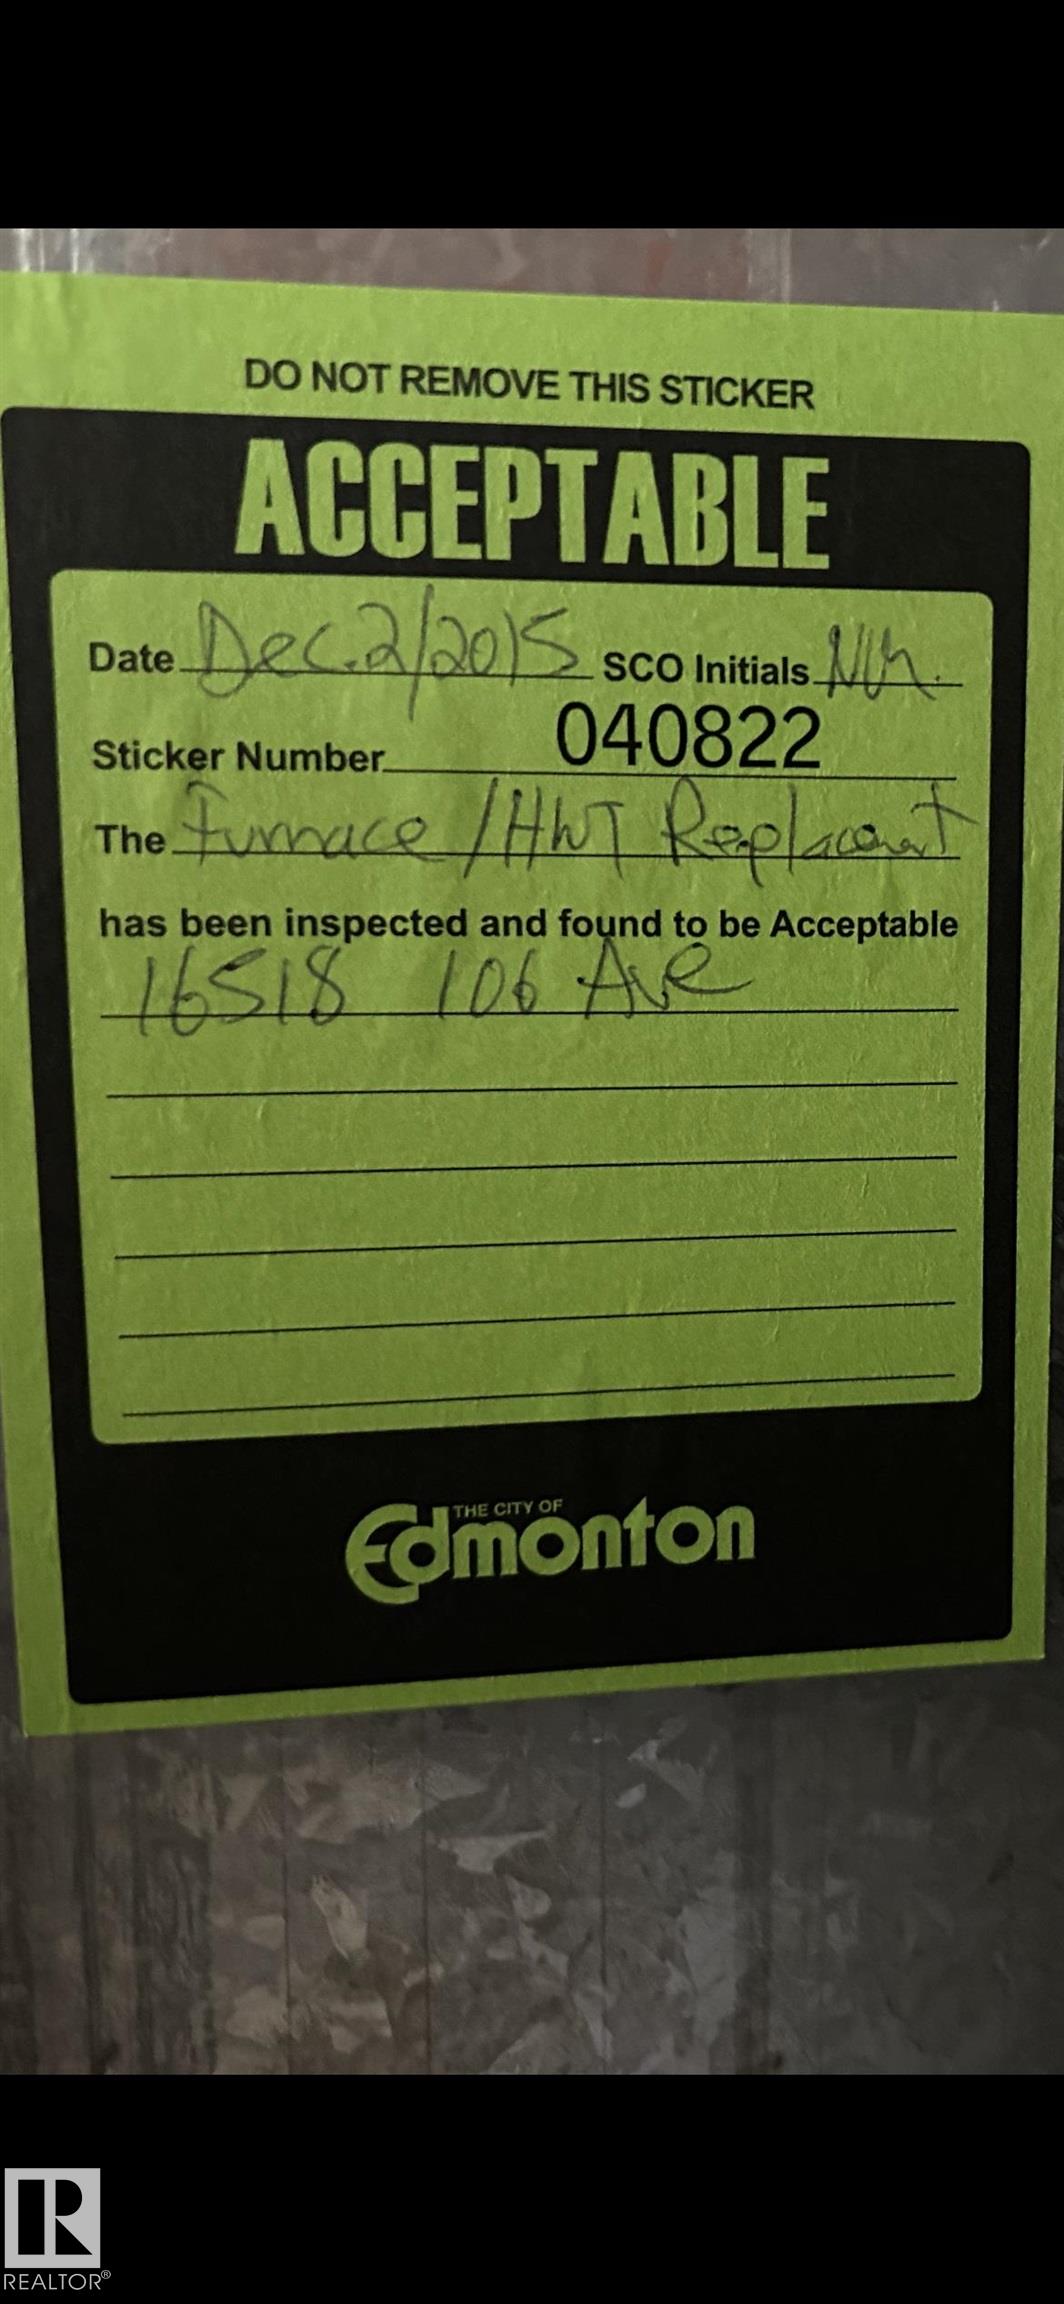 DO NOT REMOVE THIS STICKER
ACCEPTABLE
Date Dec. 2/2015 SCO Initials
Sticker Number 040822
The Furnace/HWT Replacement
has been inspected and found to be Acceptable
16518 106 Ave
THE CITY OF
Edmonton
R
REALTOR®